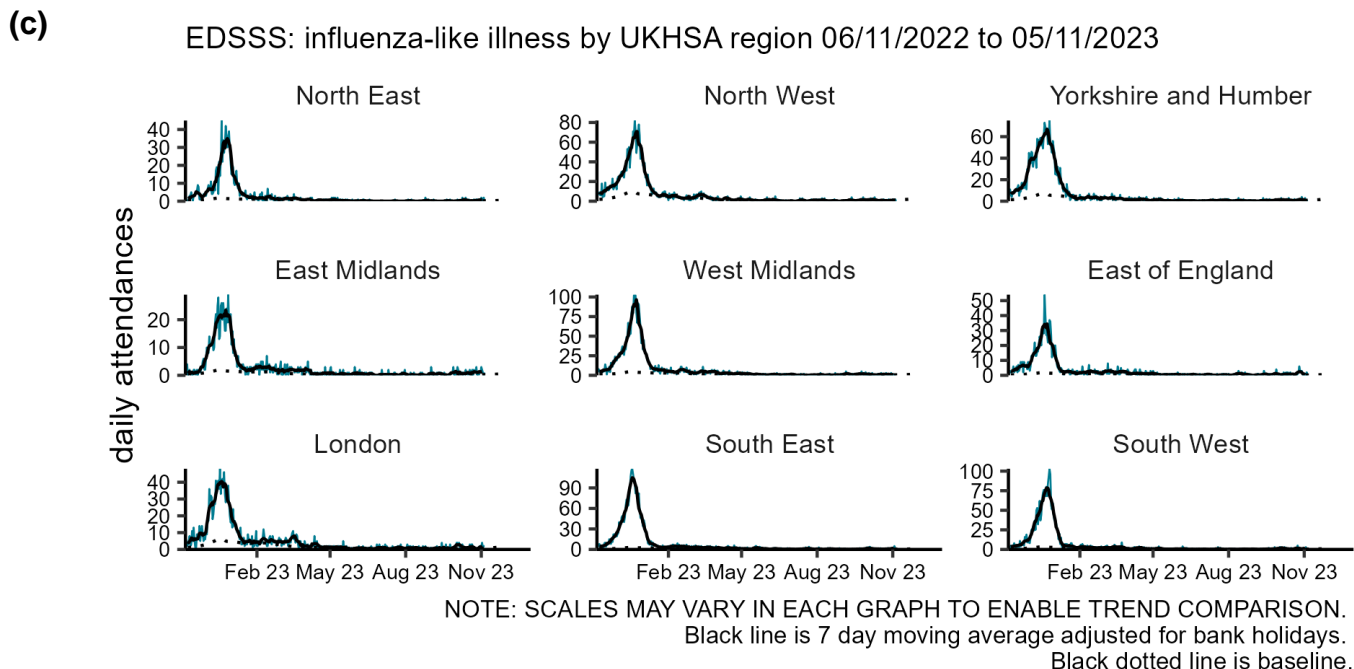 (c)
EDSSS: influenza-like illness by UKHSA region 06/11/2022 to 05/11/2023
daily attendances
North East
40
30
20
10
0
North West
80
60
40
20
0
Yorkshire and Humber
60
40
20
0
East Midlands
20
10
0
West Midlands
100
75
50
25
0
East of England
50
40
30
20
10
0
London
40
30
20
10
0
Feb 23 May 23 Aug 23 Nov 23
South East
90
60
30
0
Feb 23 May 23 Aug 23 Nov 23
South West
100
75
50
25
0
Feb 23 May 23 Aug 23 Nov 23
NOTE: SCALES MAY VARY IN EACH GRAPH TO ENABLE TREND COMPARISON.
Black line is 7 day moving average adjusted for bank holidays.
Black dotted line is baseline.